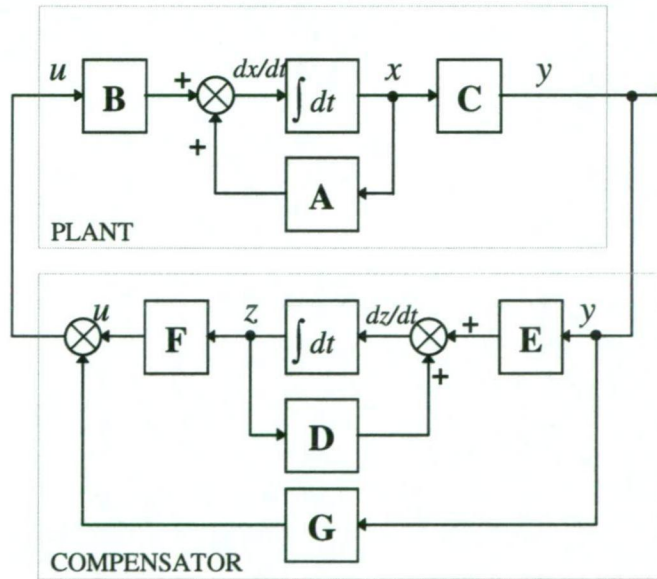 u B + dx/dt ∫dt x C y
+ A
PLANT
u F z ∫dt dz/dt + E y
D +
G
COMPENSATOR